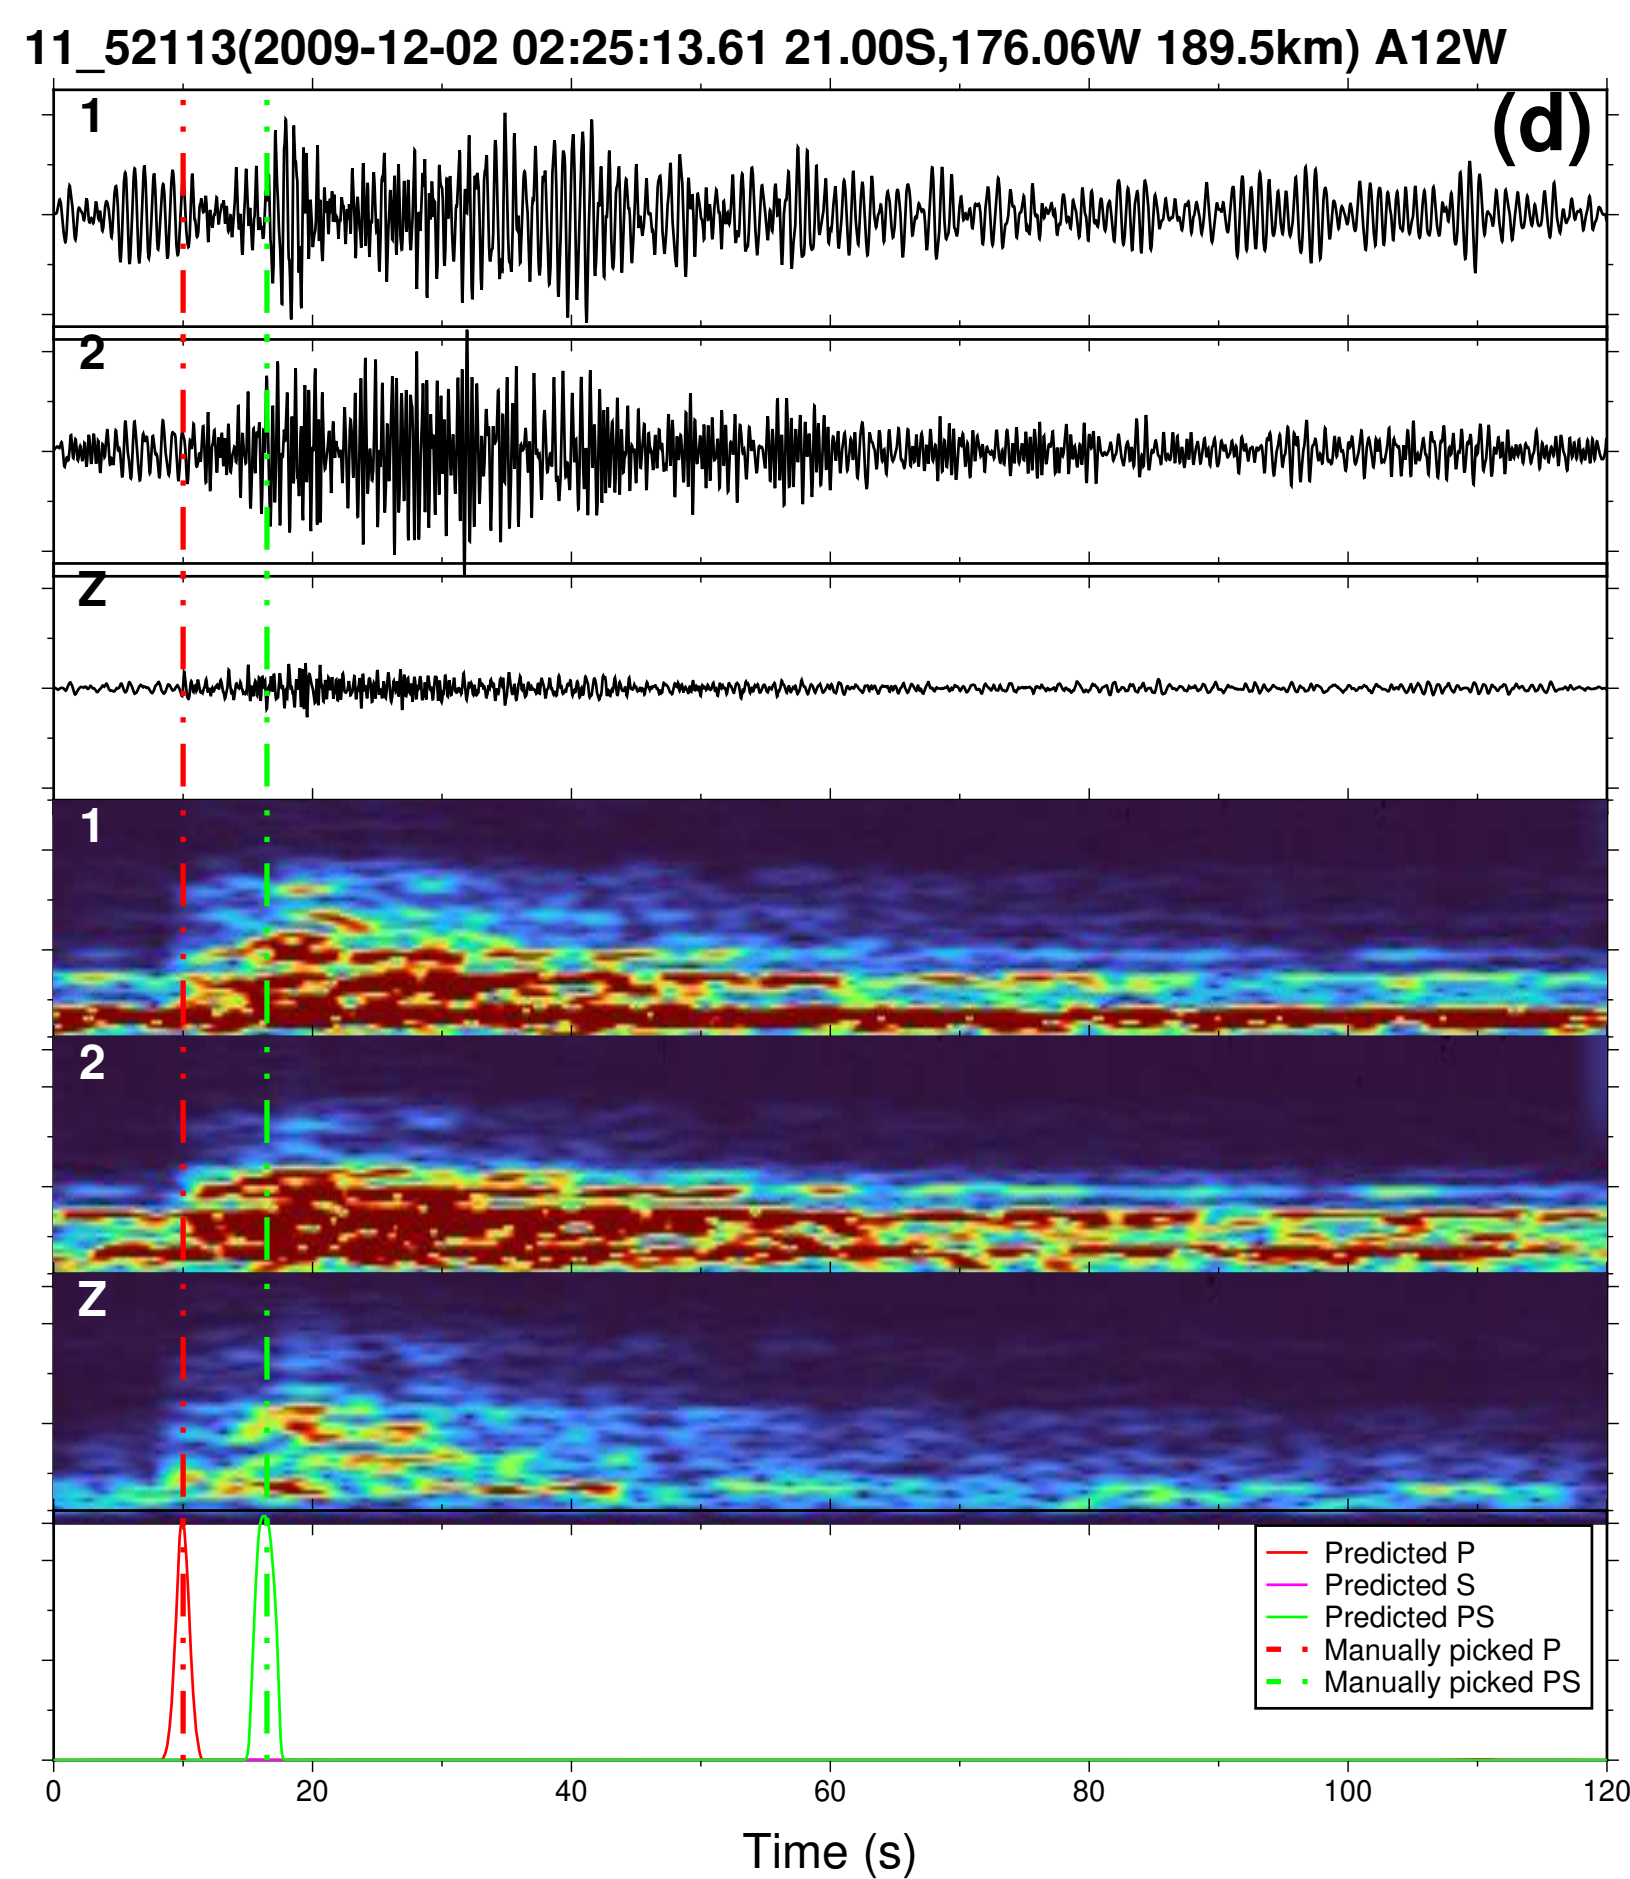 11_52113(2009-12-02 02:25:13.61 21.00S,176.06W 189.5km) A12W
1
(d)
2
Z
1
2
Z
Predicted P
Predicted S
Predicted PS
Manually picked P
Manually picked PS
0 20 40 60 80 100 120
Time (s)